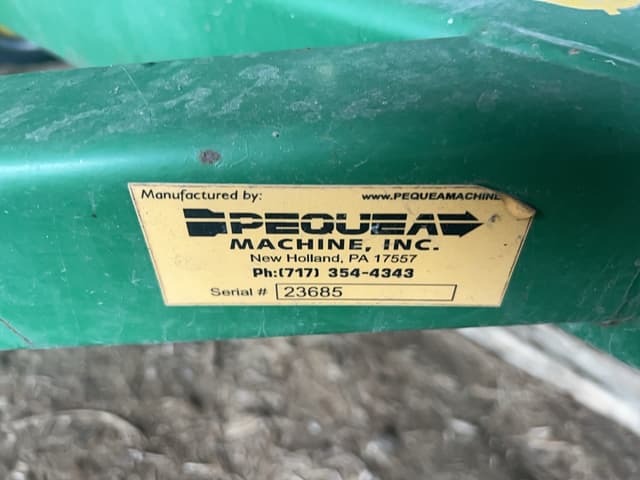 Manufactured by: www.PEQUEAMACHINE
PEQUEA
MACHINE, INC.
New Holland, PA 17557
Ph:(717) 354-4343
Serial # 23685